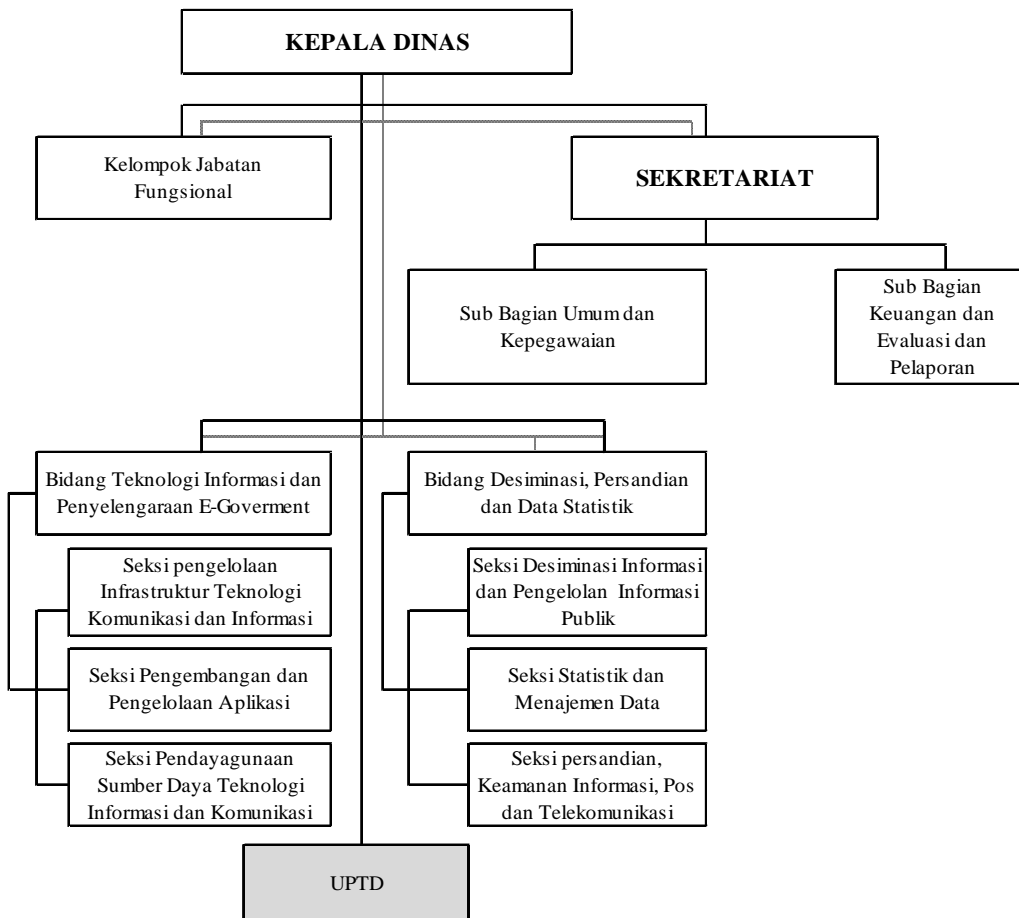 KEPALA DINAS
Kelompok Jabatan
Fungsional
SEKRETARIAT
Sub Bagian Umum dan
Kepegawaian
Sub Bagian
Keuangan dan
Evaluasi dan
Pelaporan
Bidang Teknologi Informasi dan
Penyelengaraan E-Goverment
Seksi pengelolaan
Infrastruktur Teknologi
Komunikasi dan Informasi
Seksi Pengembangan dan
Pengelolaan Aplikasi
Seksi Pendayagunaan
Sumber Daya Teknologi
Informasi dan Komunikasi
Bidang Desiminasi, Persandian
dan Data Statistik
Seksi Desiminasi Informasi
dan Pengelolan Informasi
Publik
Seksi Statistik dan
Menajemen Data
Seksi persandian,
Keamanan Informasi, Pos
dan Telekomunikasi
UPTD